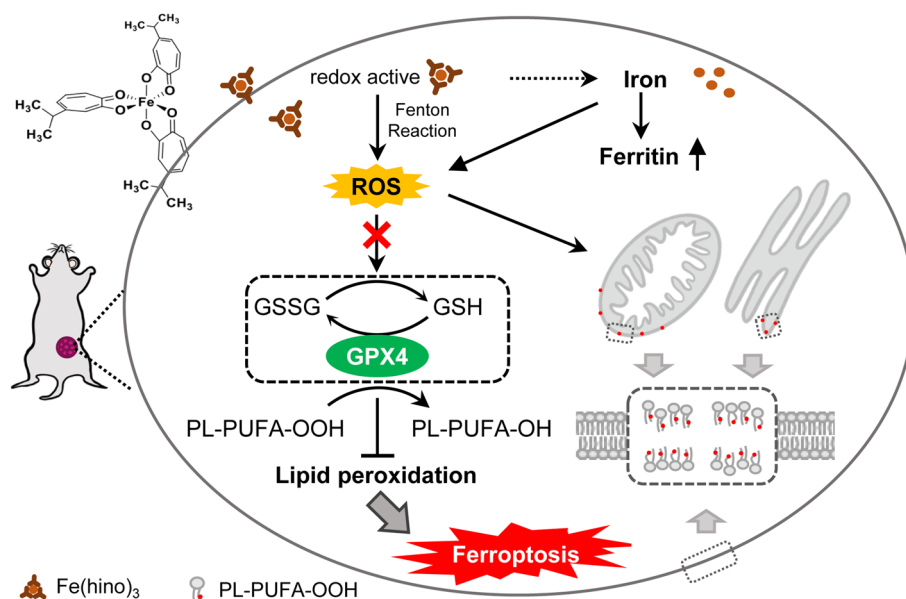 CH₃
H₃C
CH₃
H₃C
H₃C
O
O
O
Fe
O
O
O
H₃C
CH₃
redox active
Iron
Fenton
Reaction
Ferritin
ROS
GSSG
GSH
GPX4
PL-PUFA-OOH
PL-PUFA-OH
Lipid peroxidation
Ferroptosis
Fe(hino)₃
PL-PUFA-OOH